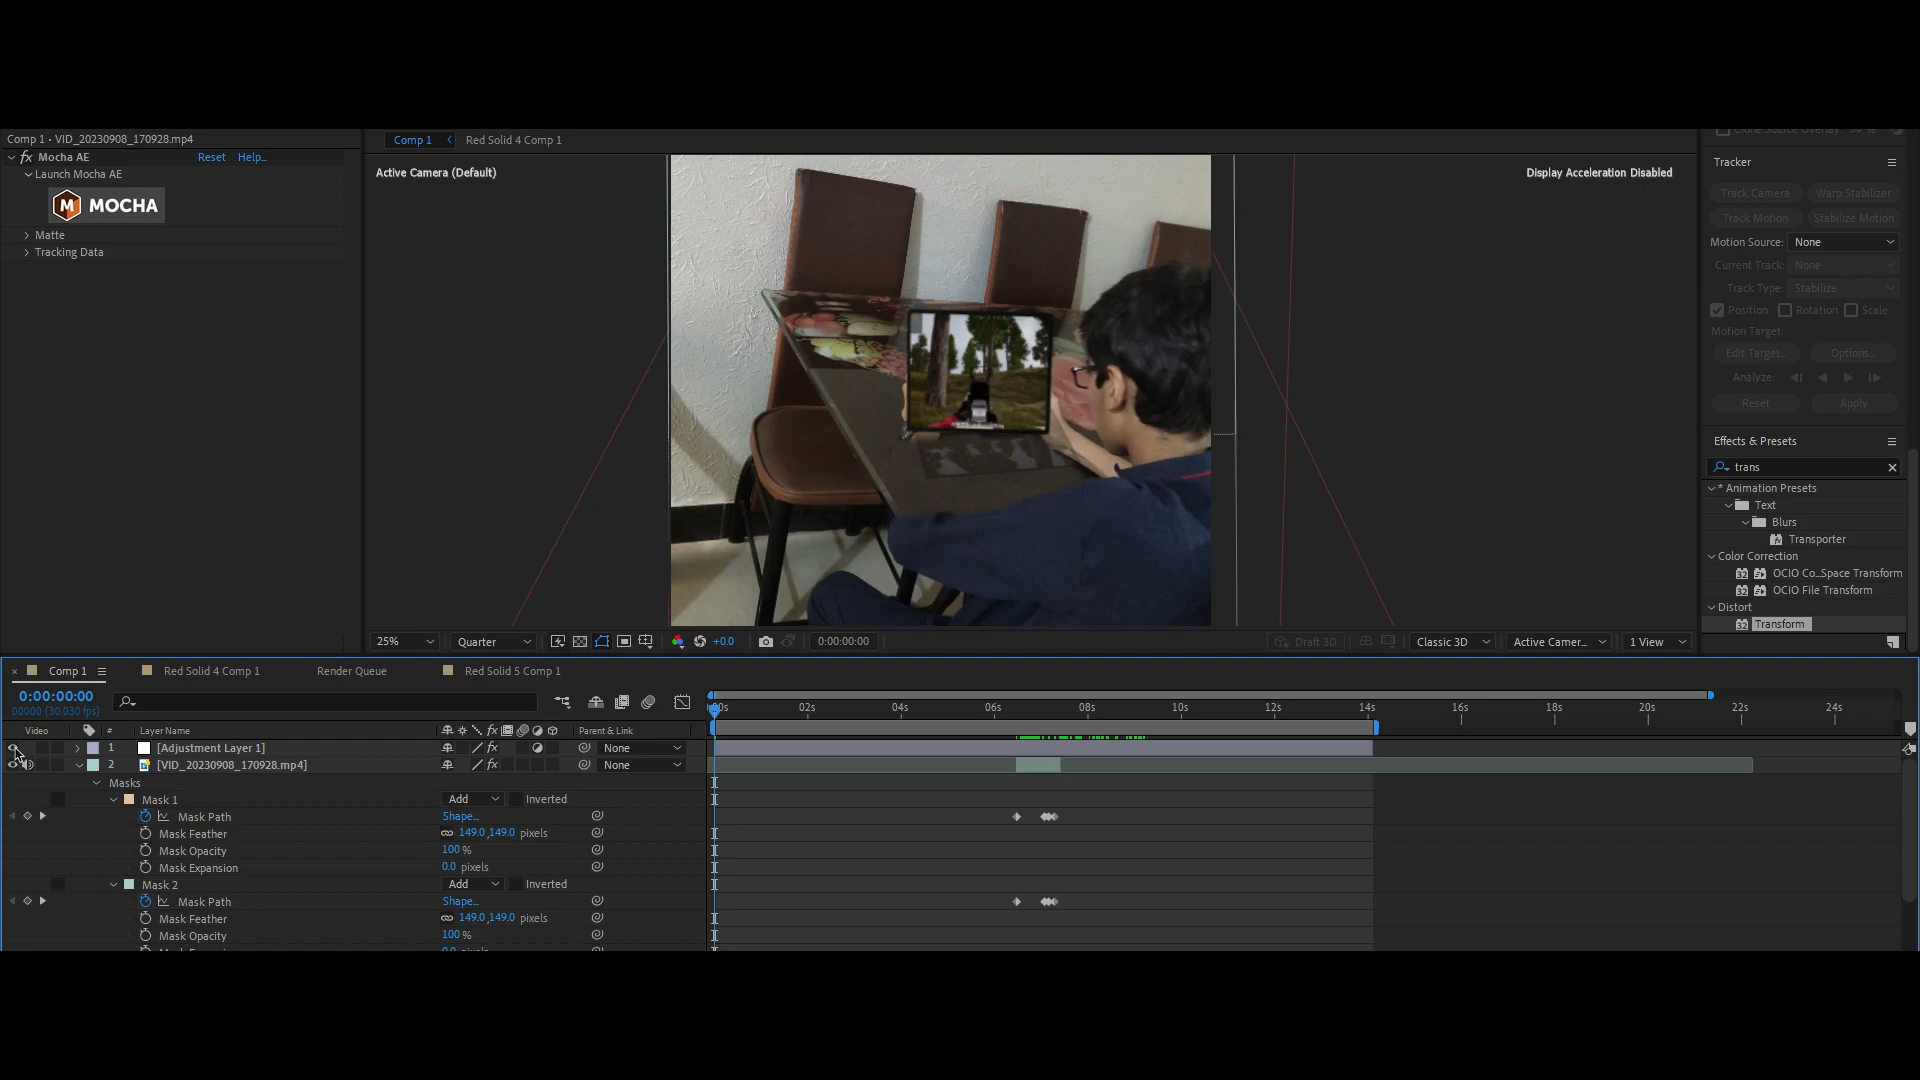 Comp 1 • VID_20230908_170928.mp4
fx Mocha AE Reset Help...
Launch Mocha AE
M MOCHA
Matte
Tracking Data
Comp 1 Red Solid 4 Comp 1
Active Camera (Default) Display Acceleration Disabled
25% Quarter +0.0 0:00:00:00 Draft 3D Classic 3D Active Camer... 1 View
Clone Source Overlay: 50 %
Tracker
Track Camera Warp Stabilizer
Track Motion Stabilize Motion
Motion Source: None
Current Track: None
Track Type: Stabilize
Position Rotation Scale
Motion Target:
Edit Target... Options...
Analyze:
Reset Apply
Effects & Presets
trans
* Animation Presets
Text
Blurs
Transporter
Color Correction
OCIO Co...Space Transform
OCIO File Transform
Distort
Transform
Comp 1 Red Solid 4 Comp 1 Render Queue Red Solid 5 Comp 1
0:00:00:00
00000 (30.030 fps)
02s 04s 06s 08s 10s 12s 14s 16s 18s 20s 22s 24s
Video # Layer Name fx Parent & Link
1 [Adjustment Layer 1] fx None
2 [VID_20230908_170928.mp4] fx None
Masks
Mask 1 Add Inverted
Mask Path Shape...
Mask Feather 149.0,149.0 pixels
Mask Opacity 100 %
Mask Expansion 0.0 pixels
Mask 2 Add Inverted
Mask Path Shape...
Mask Feather 149.0,149.0 pixels
Mask Opacity 100 %